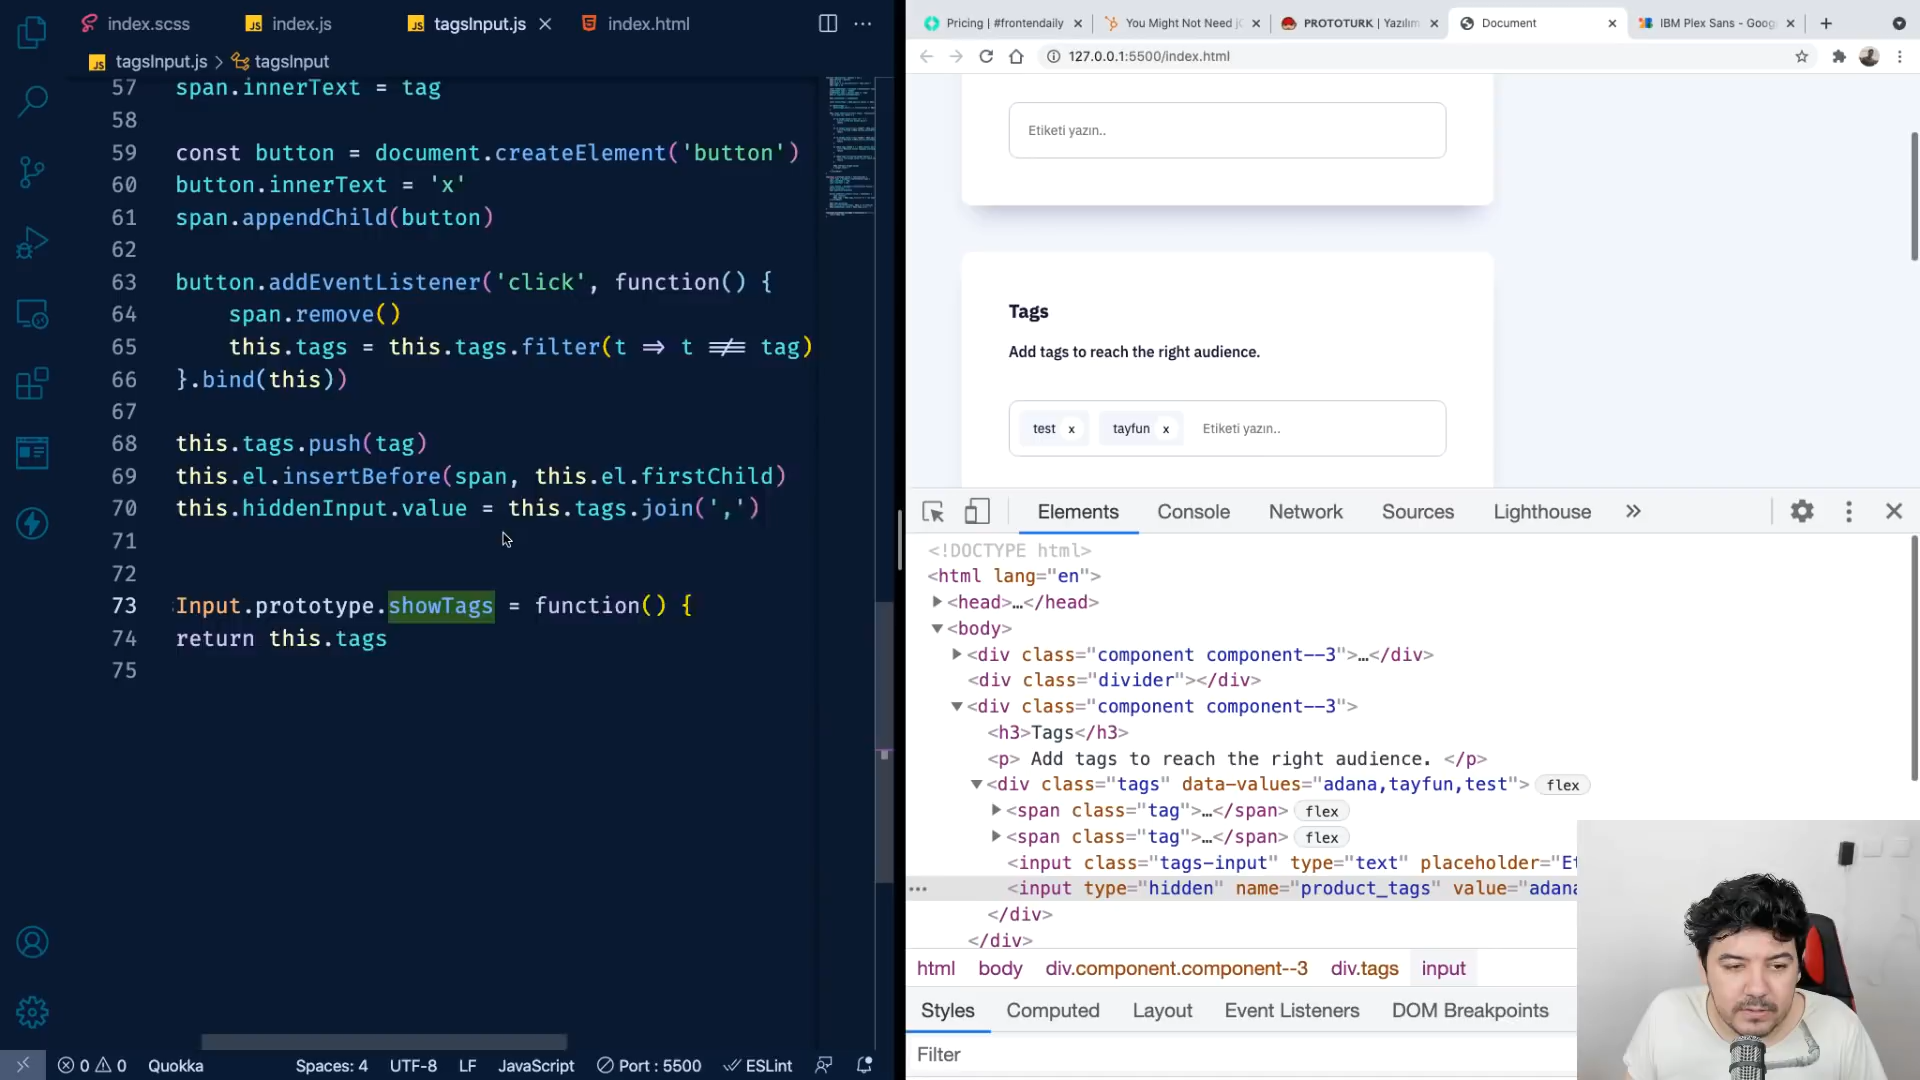 index.scss
index.js
tagsInput.js
index.html
tagsInput.js > tagsInput
57 span.innerText = tag
58
59 const button = document.createElement('button')
60 button.innerText = 'x'
61 span.appendChild(button)
62
63 button.addEventListener('click', function() {
64 span.remove()
65 this.tags = this.tags.filter(t => t !== tag)
66 }.bind(this))
67
68 this.tags.push(tag)
69 this.el.insertBefore(span, this.el.firstChild)
70 this.hiddenInput.value = this.tags.join(',')
71
72
73 Input.prototype.showTags = function() {
74 return this.tags
75
0 0 Quokka Spaces: 4 UTF-8 LF JavaScript Port : 5500 ESLint
Pricing | #frontendaily
You Might Not Need j
PROTOTURK | Yazılım
Document
IBM Plex Sans - Goog
127.0.0.1:5500/index.html
Etiketi yazın..
Tags
Add tags to reach the right audience.
test x tayfun x Etiketi yazın..
Elements Console Network Sources Lighthouse »
<!DOCTYPE html>
<html lang="en">
<head>…</head>
<body>
<div class="component component--3">…</div>
<div class="divider"></div>
<div class="component component--3">
<h3>Tags</h3>
<p> Add tags to reach the right audience. </p>
<div class="tags" data-values="adana,tayfun,test"> flex
<span class="tag">…</span> flex
<span class="tag">…</span> flex
<input class="tags-input" type="text" placeholder="Et
<input type="hidden" name="product_tags" value="adana
</div>
</div>
html body div.component.component--3 div.tags input
Styles Computed Layout Event Listeners DOM Breakpoints
Filter